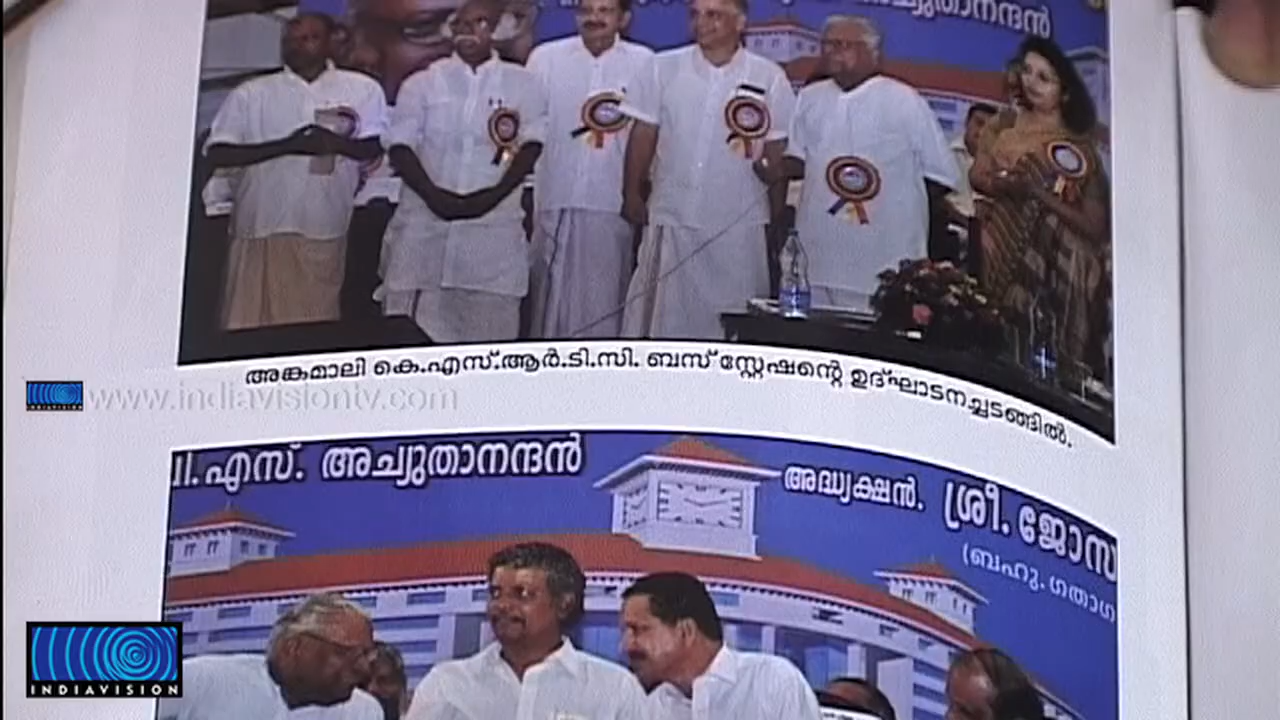 അച്യുതാനന്ദൻ
അങ്കമാലി കെ.എസ്.ആർ.ടി.സി. ബസ് സ്റ്റേഷന്റെ ഉദ്ഘാടനച്ചടങ്ങിൽ.
www.indiavisiontv.com
INDIAVISION
വി.എസ്. അച്യുതാനന്ദൻ
അദ്ധ്യക്ഷൻ. ശ്രീ. ജോസ
(ബഹു. ഗതാഗ
INDIAVISION